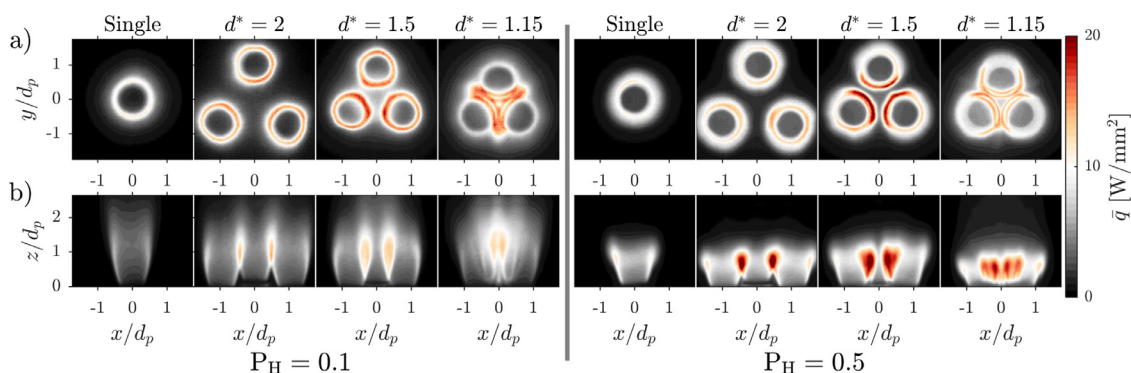 Single d* = 2 d* = 1.5 d* = 1.15 Single d* = 2 d* = 1.5 d* = 1.15
a)
y/d_p
1
0
-1
-1 0 1 -1 0 1 -1 0 1 -1 0 1 -1 0 1 -1 0 1 -1 0 1 -1 0 1
b)
z/d_p
2
1
0
-1 0 1 -1 0 1 -1 0 1 -1 0 1 -1 0 1 -1 0 1 -1 0 1 -1 0 1
x/d_p x/d_p x/d_p x/d_p x/d_p x/d_p x/d_p x/d_p
P_H = 0.1 P_H = 0.5
20
10
0
q̄ [W/mm²]